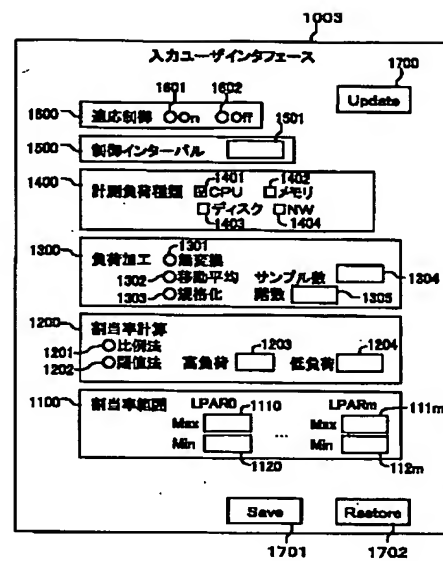 1003
入力ユーザインタフェース
1700
Update
1601 1602
1600 適応制御 On Off
1501
1500 制御インターバル
1400 計測負荷種類 1401 CPU 1402 メモリ
ディスク NW
1403 1404
1300 負荷加工 1301 無変換
1302 移動平均 サンプル数 1304
1303 規格化 階数 1305
1200 割当率計算
1201 比例法 1203 1204
1202 閾値法 高負荷 低負荷
1100 割当率範囲 LPAR0 1110 LPARm 111m
Max Max
Min … Min
1120 112m
Save Restore
1701 1702